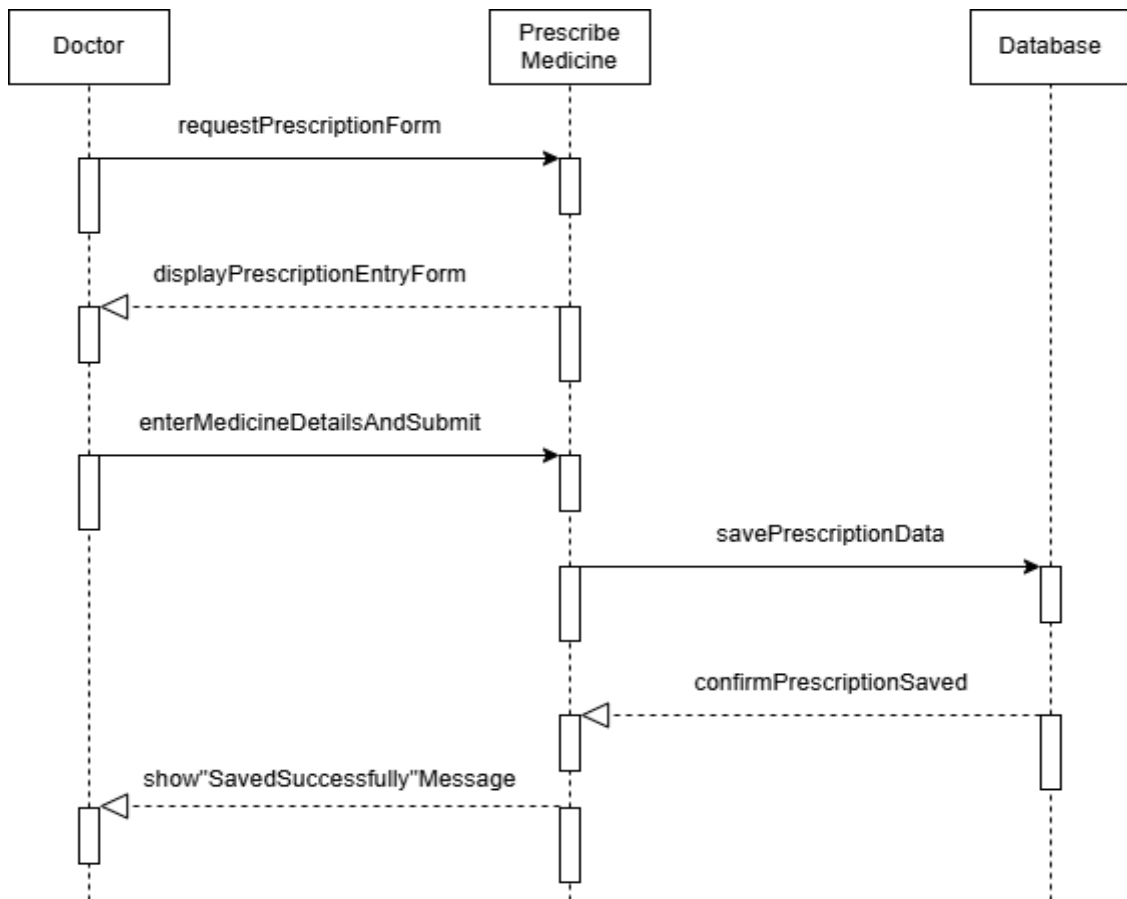 Doctor
Prescribe
Medicine
Database
requestPrescriptionForm
displayPrescriptionEntryForm
enterMedicineDetailsAndSubmit
savePrescriptionData
confirmPrescriptionSaved
show"SavedSuccessfully"Message